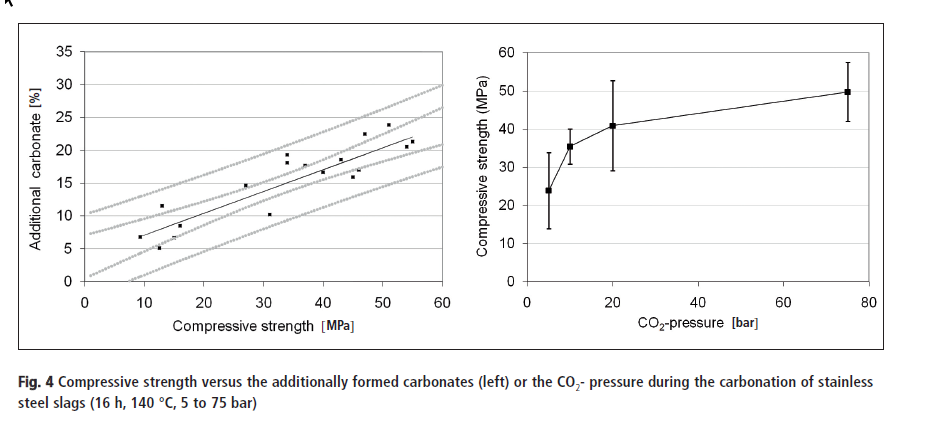 35
30
25
20
15
10
5
0
Additional carbonate [%]
0 10 20 30 40 50 60
Compressive strength [MPa]
60
50
40
30
20
10
0
Compressive strength (MPa)
0 20 40 60 80
CO₂-pressure [bar]
Fig. 4 Compressive strength versus the additionally formed carbonates (left) or the CO₂- pressure during the carbonation of stainless
steel slags (16 h, 140 °C, 5 to 75 bar)